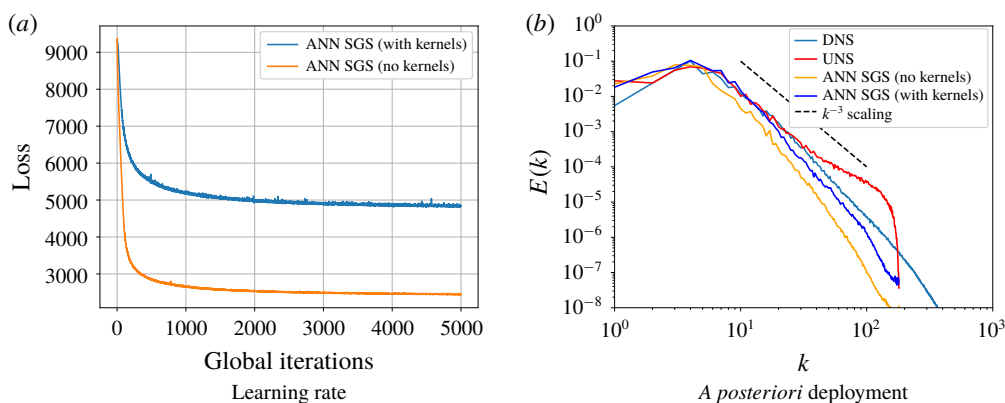 (a)
9000
8000
7000
6000
5000
4000
3000
Loss
ANN SGS (with kernels)
ANN SGS (no kernels)
0 1000 2000 3000 4000 5000
Global iterations
Learning rate
(b)
10^0
10^-1
10^-2
10^-3
10^-4
10^-5
10^-6
10^-7
10^-8
E(k)
DNS
UNS
ANN SGS (no kernels)
ANN SGS (with kernels)
k^-3 scaling
10^0 10^1 10^2 10^3
k
A posteriori deployment